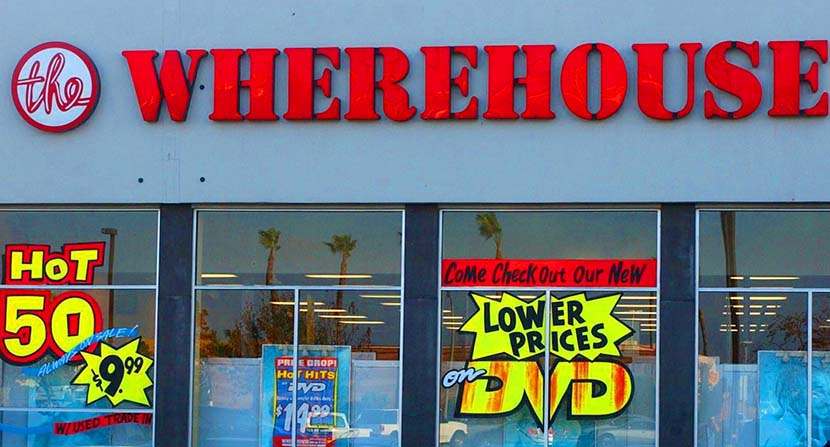 the WHEREHOUSE
HOT
50
ALWAYS ON SALE!
$9.99
W/ USED TRADE IN
PRICE DROP!
HOT HITS
ON DVD
$14.99
COME CHECK OUT OUR NEW
LOWER
PRICES
ON DVD